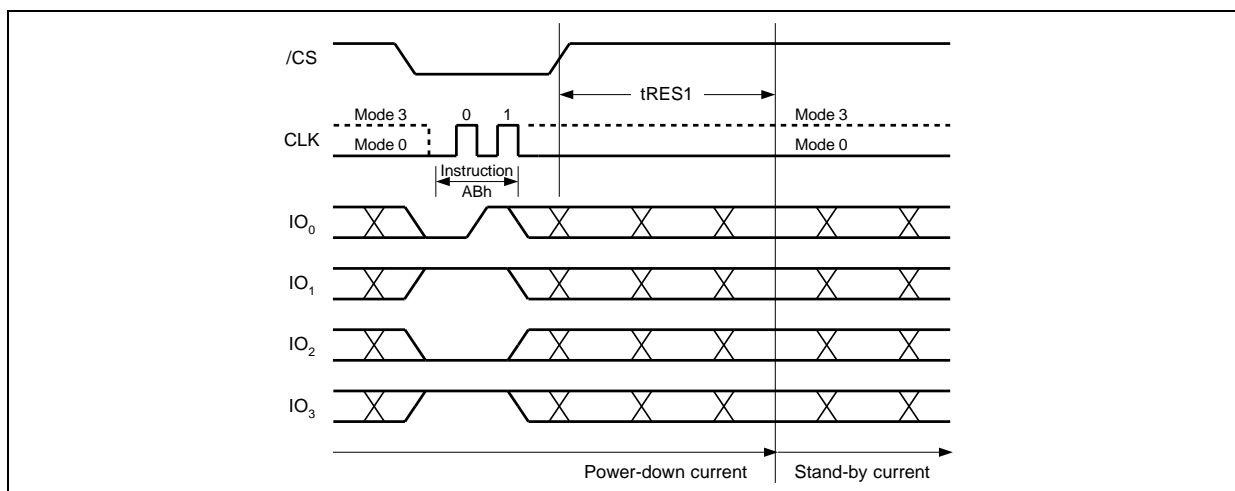 /CS
tRES1
Mode 3 0 1 Mode 3
CLK
Mode 0 Mode 0
Instruction
ABh
IO0
IO1
IO2
IO3
Power-down current Stand-by current